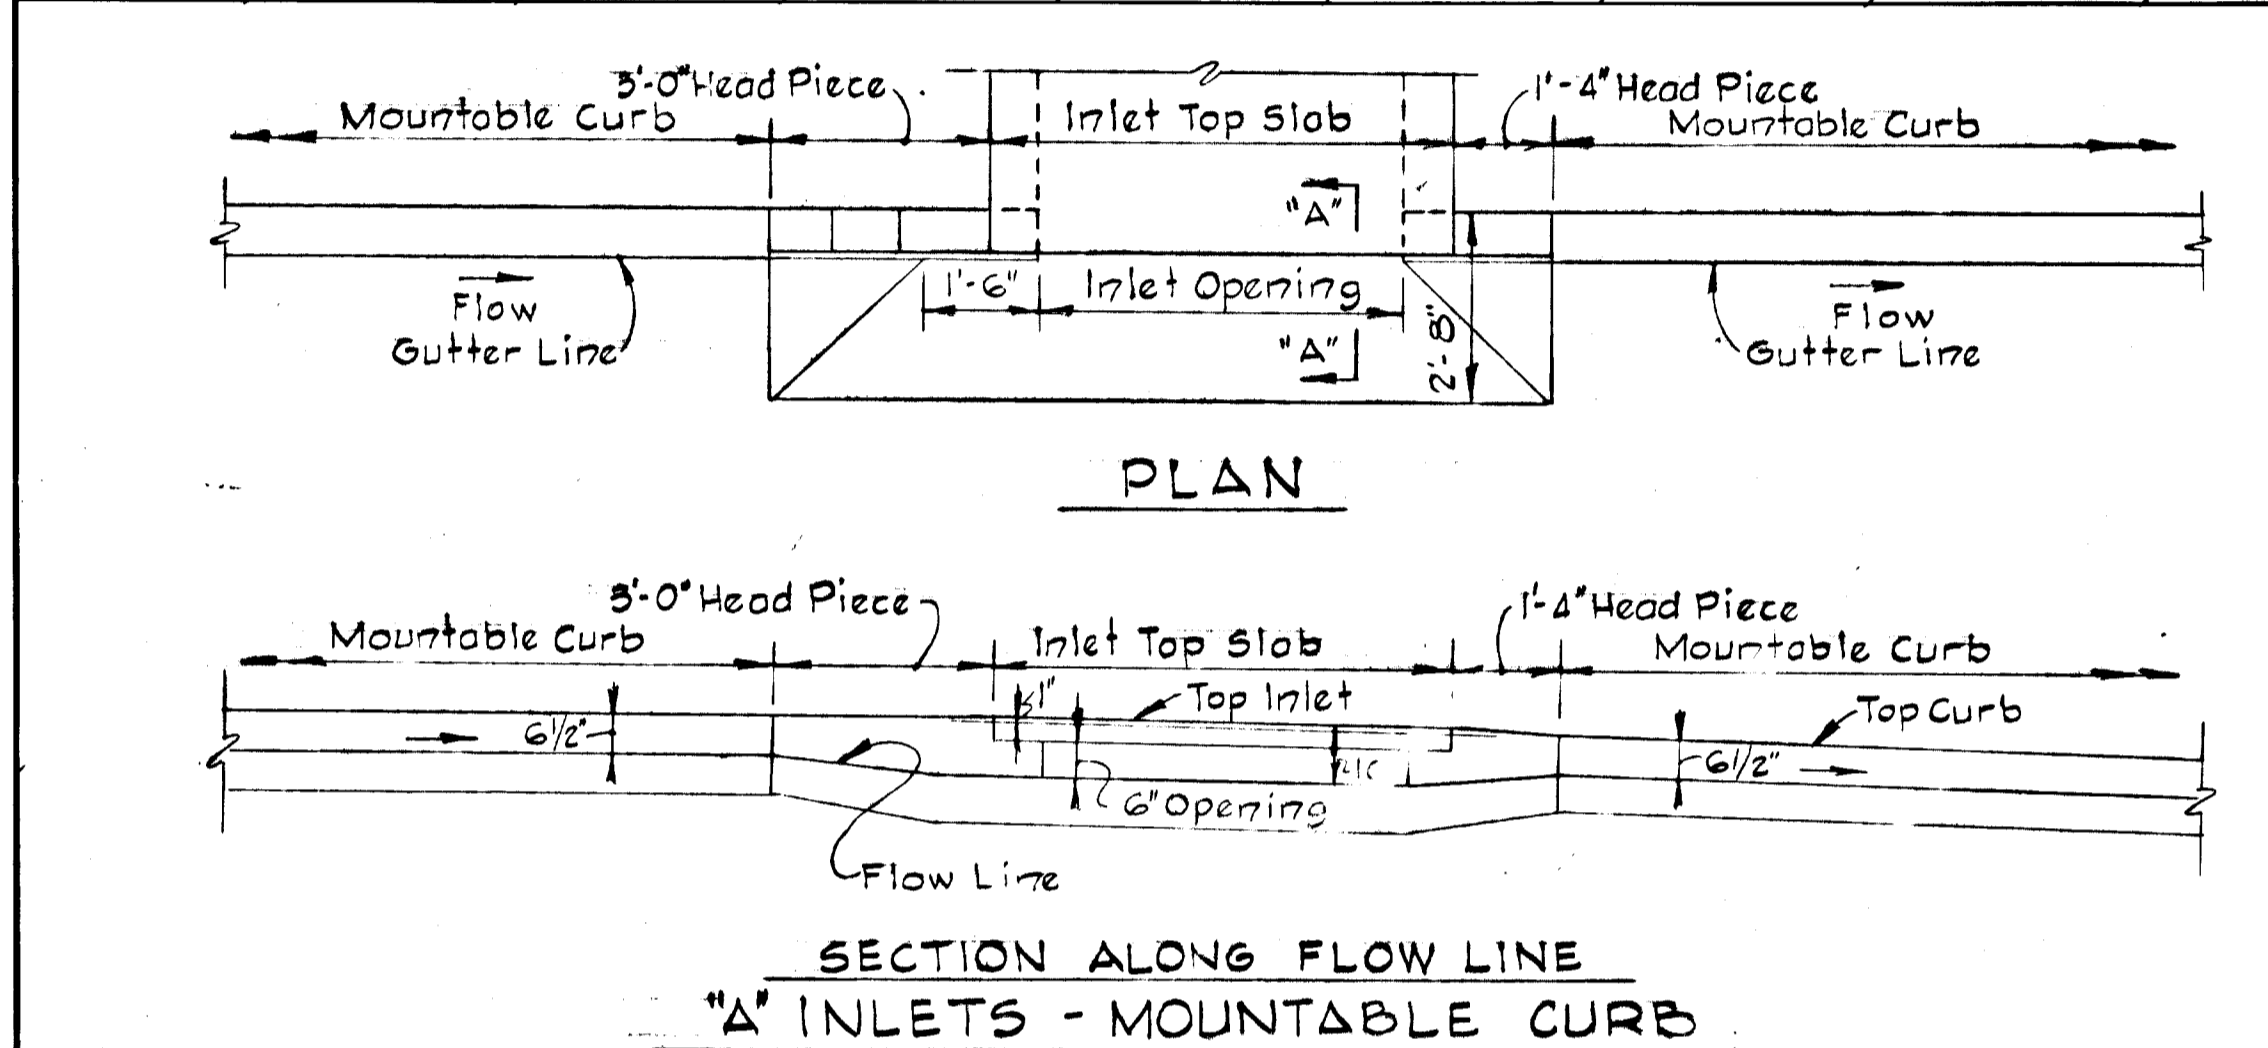 3'-0" Head Piece
1'-4" Head Piece
Mountable Curb
Inlet Top Slab
Mountable Curb
"A"
1'-6"
Inlet Opening
Flow
Gutter Line
"A"
2'-8"
Flow
Gutter Line
PLAN
3'-0" Head Piece
1'-4" Head Piece
Mountable Curb
Inlet Top Slab
Mountable Curb
Top Inlet
Top Curb
6 1/2"
6 1/2"
6" Opening
Flow Line
SECTION ALONG FLOW LINE
"A" INLETS - MOUNTABLE CURB